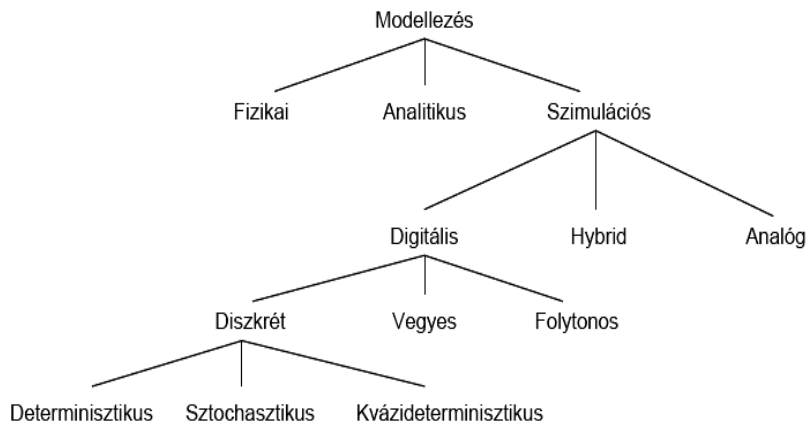 Modellezés
Fizikai Analitikus Szimulációs
Digitális Hybrid Analóg
Diszkrét Vegyes Folytonos
Determinisztikus Sztochasztikus Kvázideterminisztikus